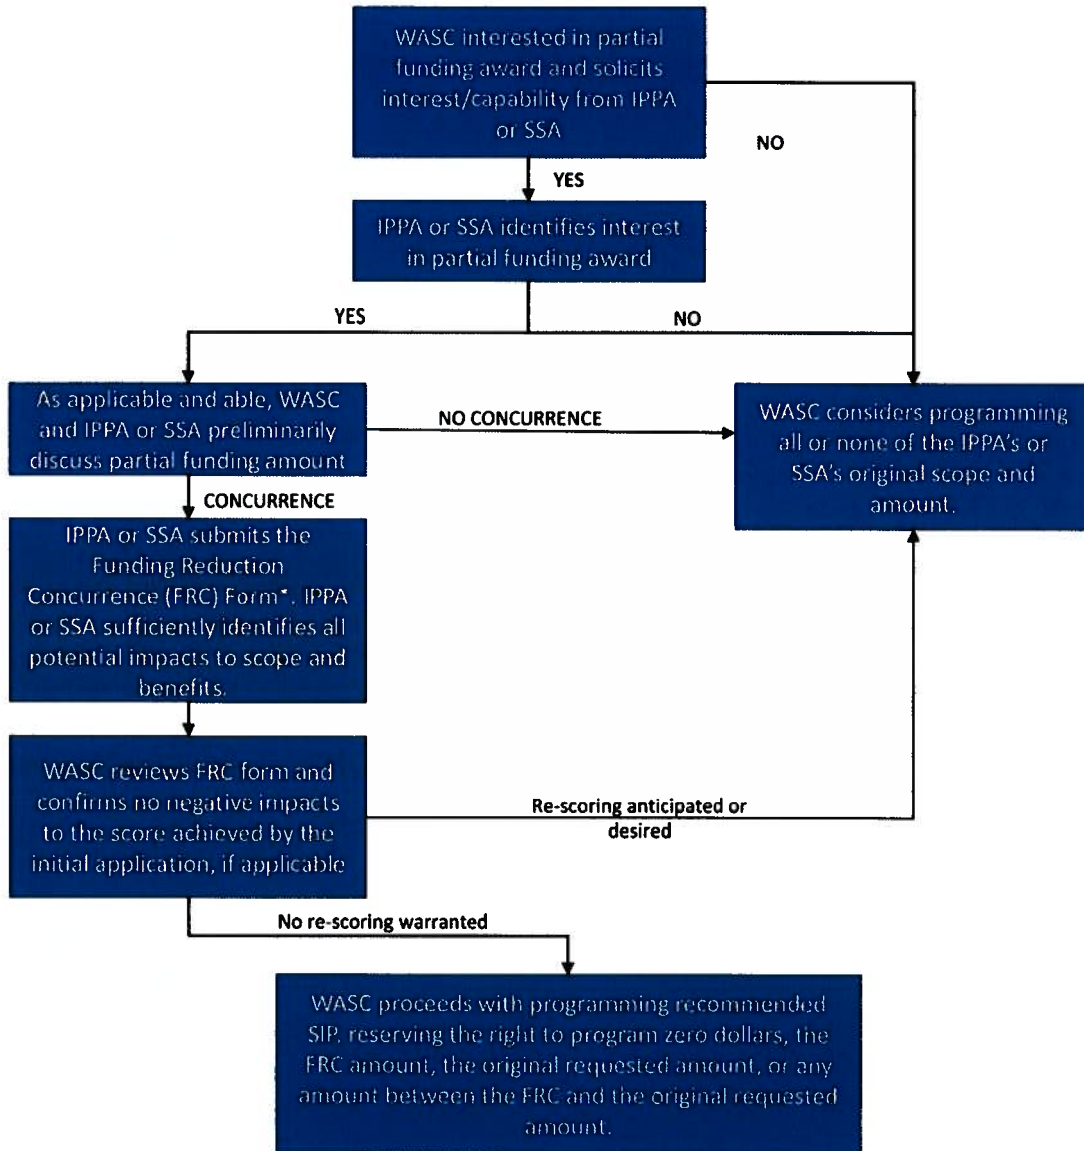 WASC interested in partial
funding award and solicits
interest/capability from IPPA
or SSA
NO
YES
IPPA or SSA identifies interest
in partial funding award
YES
NO
As applicable and able, WASC
and IPPA or SSA preliminarily
discuss partial funding amount
NO CONCURRENCE
WASC considers programming
all or none of the IPPA's or
SSA's original scope and
amount.
CONCURRENCE
IPPA or SSA submits the
Funding Reduction
Concurrence (FRC) Form*. IPPA
or SSA sufficiently identifies all
potential impacts to scope and
benefits.
WASC reviews FRC form and
confirms no negative impacts
to the score achieved by the
initial application, if applicable
Re-scoring anticipated or
desired
No re-scoring warranted
WASC proceeds with programming recommended
SIP, reserving the right to program zero dollars, the
FRC amount, the original requested amount, or any
amount between the FRC and the original requested
amount.